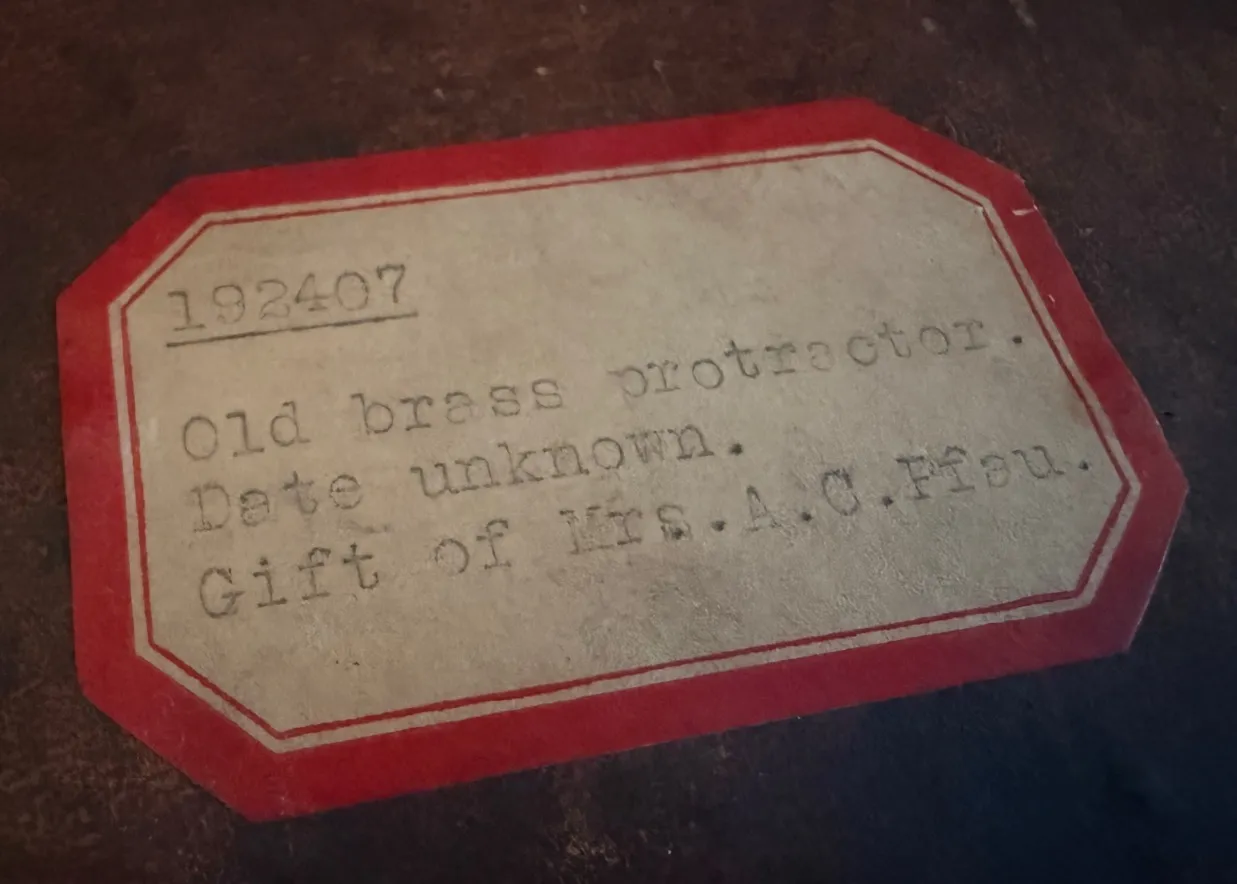 192407
Old brass protractor.
Date unknown.
Gift of Mrs.A.C.Pfau.